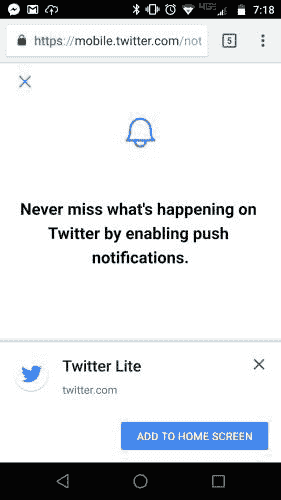 7:18
https://mobile.twitter.com/not
5
Never miss what's happening on
Twitter by enabling push
notifications.
Twitter Lite
twitter.com
ADD TO HOME SCREEN